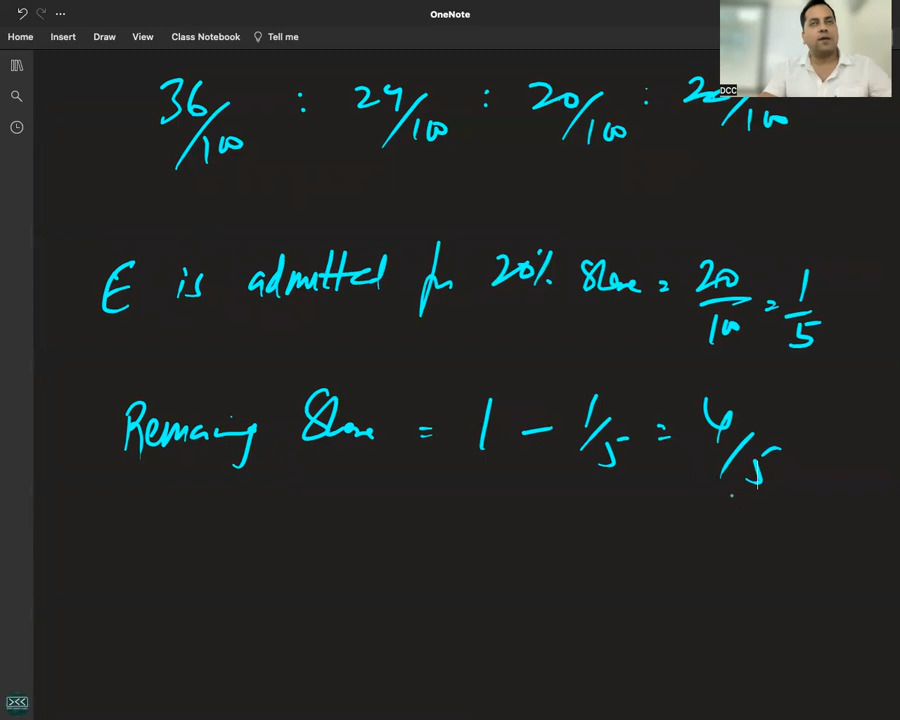 OneNote
Home Insert Draw View Class Notebook Tell me
DCC
36/100 : 24/100 : 20/100 : 20/100
E is admitted for 20% Share = 20/100 = 1/5
Remaining Share = 1 - 1/5 = 4/5